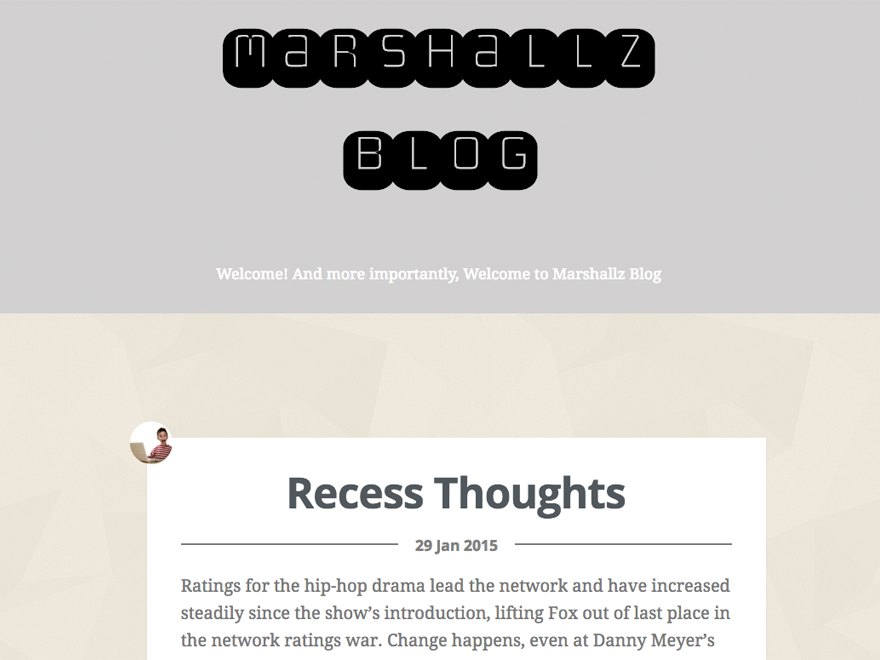 MaRSHaLLZ
BLOG
Welcome! And more importantly, Welcome to Marshallz Blog
Recess Thoughts
29 Jan 2015
Ratings for the hip-hop drama lead the network and have increased
steadily since the show’s introduction, lifting Fox out of last place in
the network ratings war. Change happens, even at Danny Meyer’s